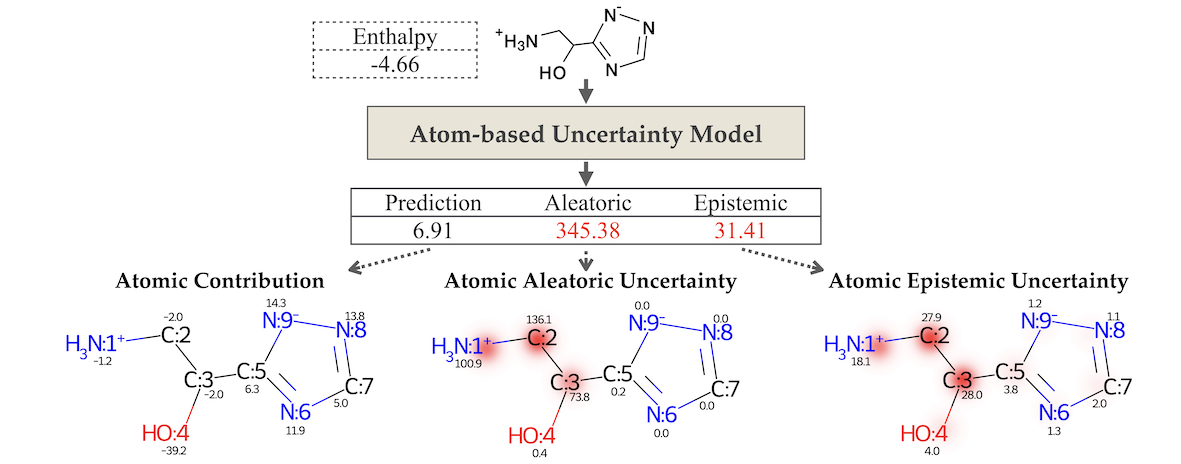 Enthalpy
-4.66
N-
N
N
+H3N
HO
Atom-based Uncertainty Model
Prediction Aleatoric Epistemic
6.91 345.38 31.41
Atomic Contribution Atomic Aleatoric Uncertainty Atomic Epistemic Uncertainty
−2.0 14.3 13.8
H3N:1+ C:2 N:9- N:8
−1.2
C:3 C:5 C:7
−2.0 6.3 5.0
HO:4 N:6
−39.2 11.9
136.1 0.0 0.0
H3N:1+ C:2 N:9- N:8
100.9
C:3 C:5 C:7
73.8 0.2 0.0
HO:4 N:6
0.4 0.0
27.9 1.2 1.1
H3N:1+ C:2 N:9- N:8
18.1
C:3 C:5 C:7
28.0 3.8 2.0
HO:4 N:6
4.0 1.3